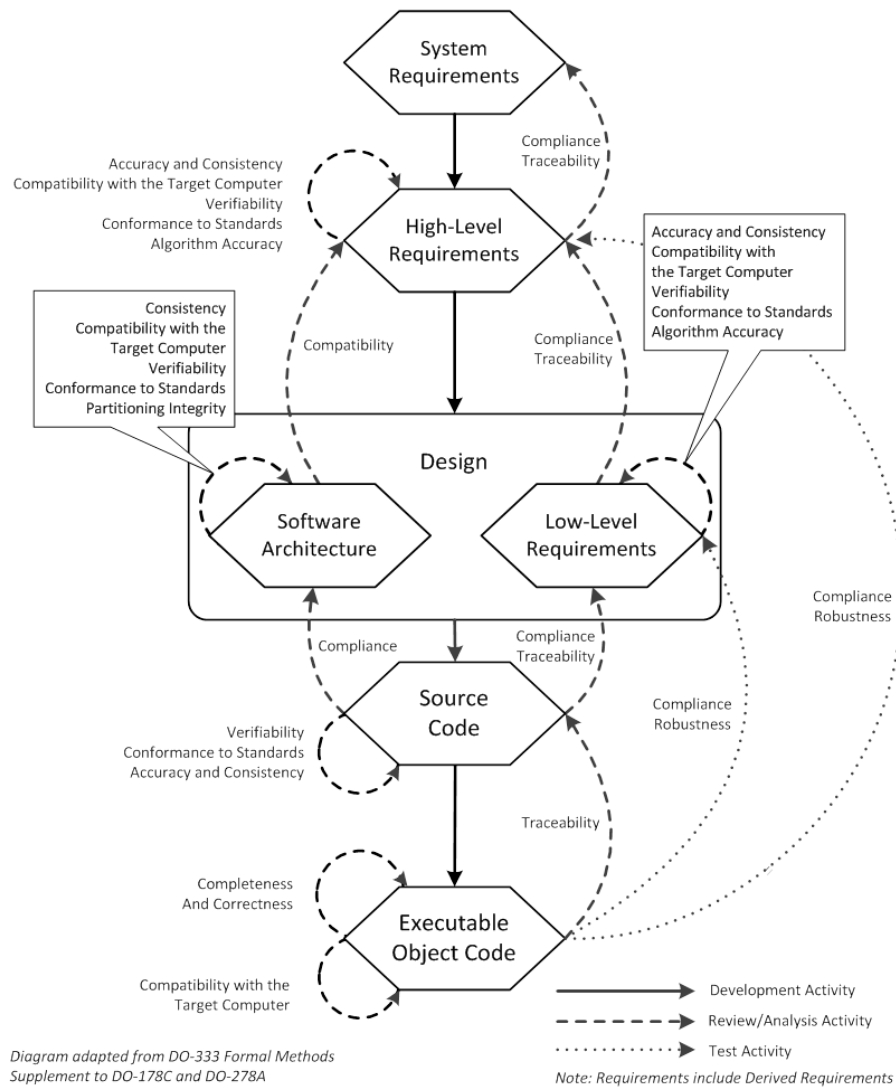 System
Requirements
Compliance
Traceability
Accuracy and Consistency
Compatibility with the Target Computer
Verifiability
Conformance to Standards
Algorithm Accuracy
High-Level
Requirements
Accuracy and Consistency
Compatibility with
the Target Computer
Verifiability
Conformance to Standards
Algorithm Accuracy
Consistency
Compatibility with the
Target Computer
Verifiability
Conformance to Standards
Partitioning Integrity
Compatibility
Compliance
Traceability
Design
Software
Architecture
Low-Level
Requirements
Compliance
Robustness
Compliance
Compliance
Traceability
Source
Code
Compliance
Robustness
Verifiability
Conformance to Standards
Accuracy and Consistency
Traceability
Completeness
And Correctness
Executable
Object Code
Compatibility with the
Target Computer
Development Activity
Review/Analysis Activity
Test Activity
Diagram adapted from DO-333 Formal Methods
Supplement to DO-178C and DO-278A
Note: Requirements include Derived Requirements